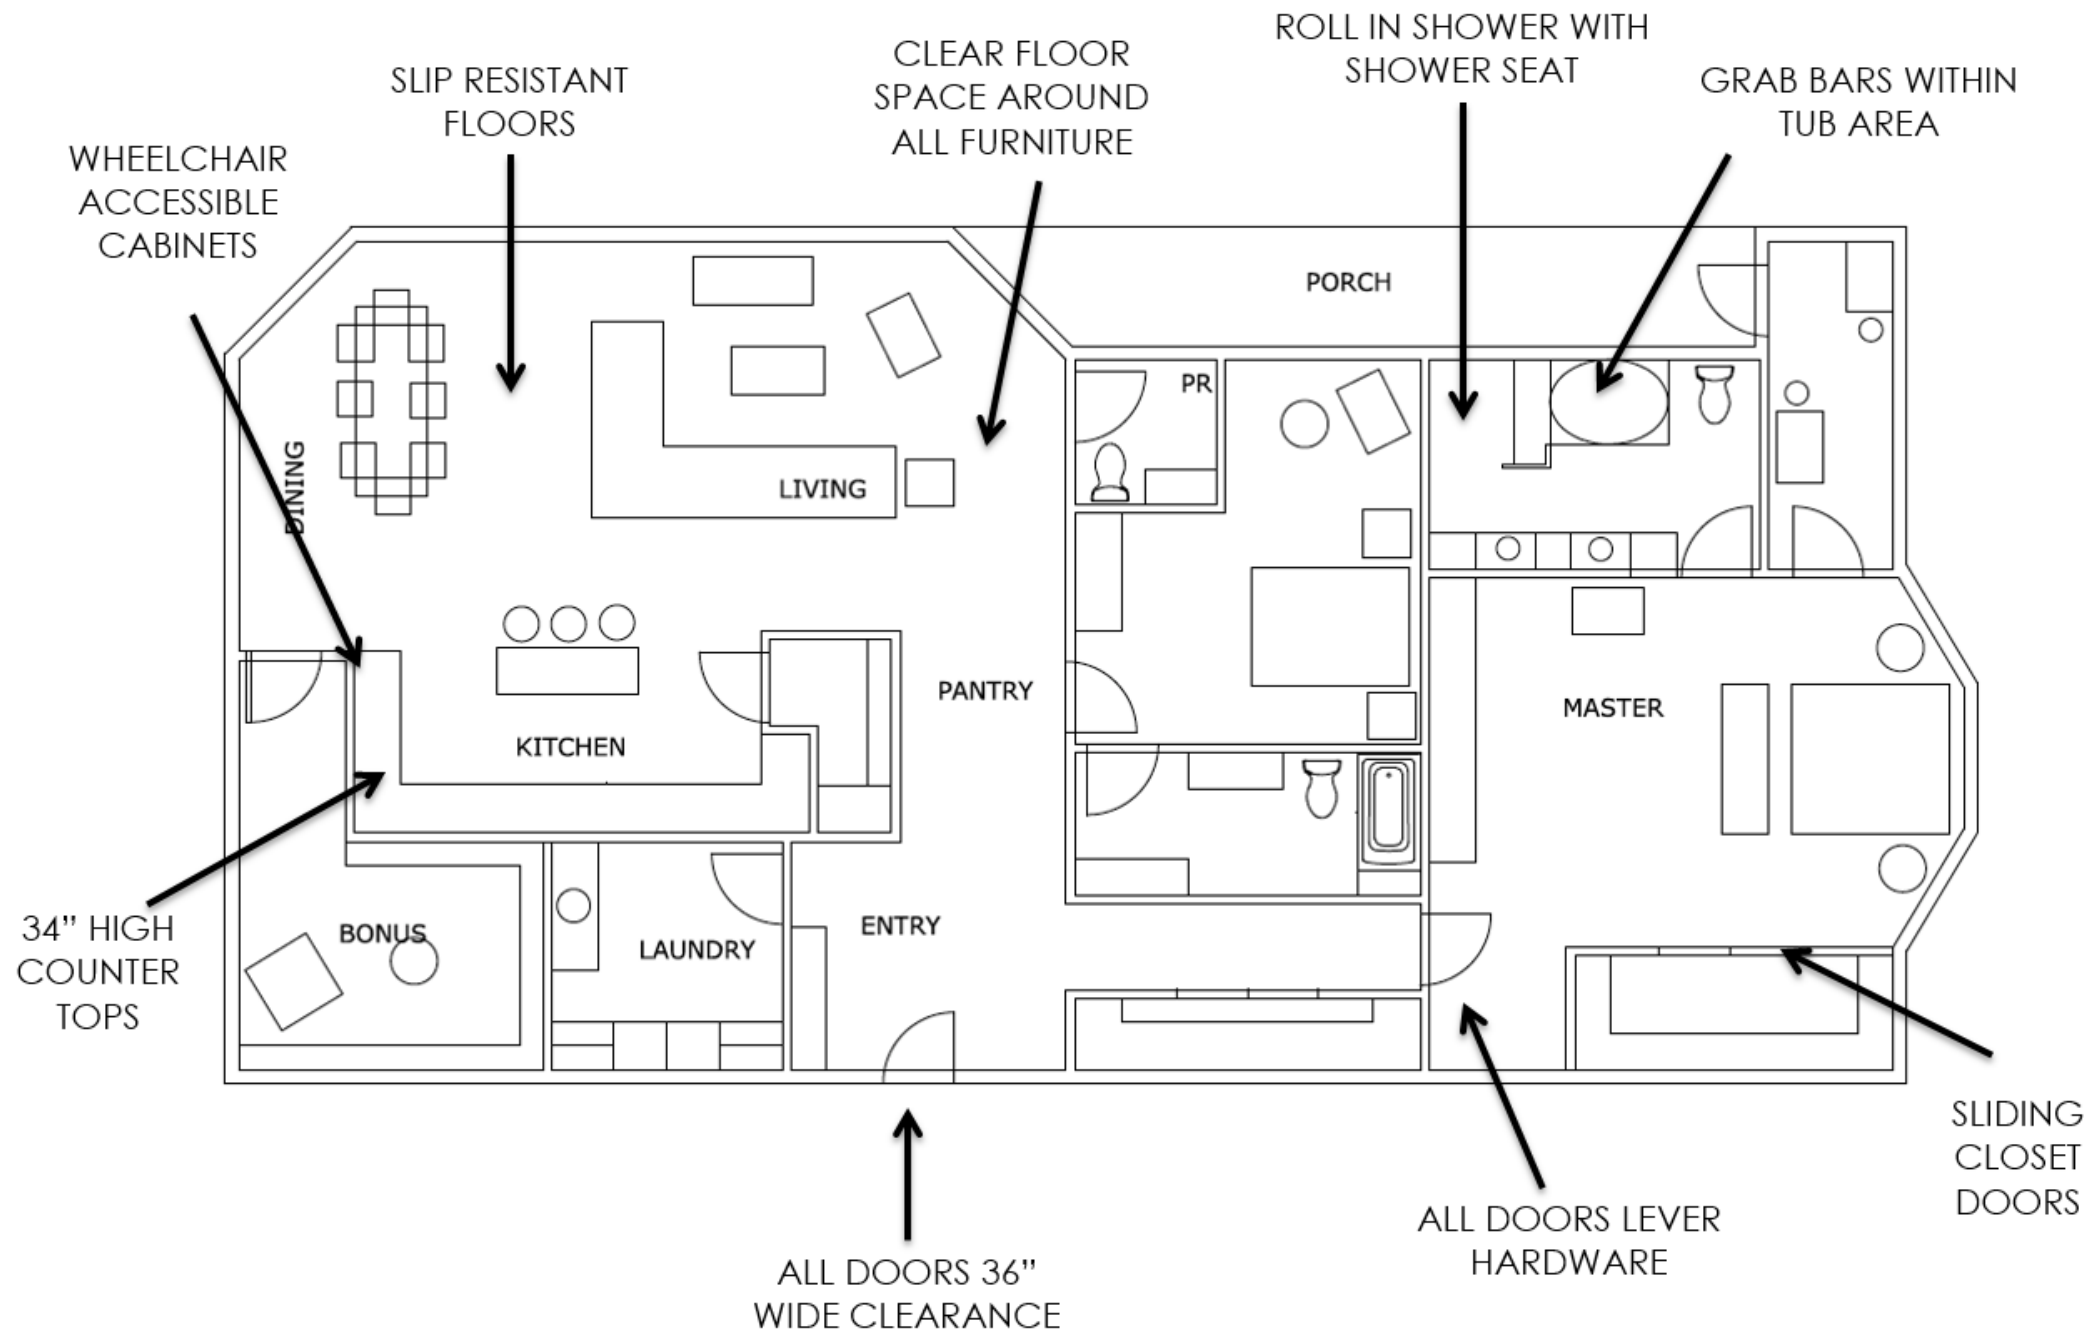 ROLL IN SHOWER WITH
SHOWER SEAT
CLEAR FLOOR
SPACE AROUND
ALL FURNITURE
SLIP RESISTANT
FLOORS
GRAB BARS WITHIN
TUB AREA
WHEELCHAIR
ACCESSIBLE
CABINETS
PORCH
PR
DINING
LIVING
PANTRY
MASTER
KITCHEN
34” HIGH
COUNTER
TOPS
BONUS
LAUNDRY
ENTRY
SLIDING
CLOSET
DOORS
ALL DOORS LEVER
HARDWARE
ALL DOORS 36”
WIDE CLEARANCE